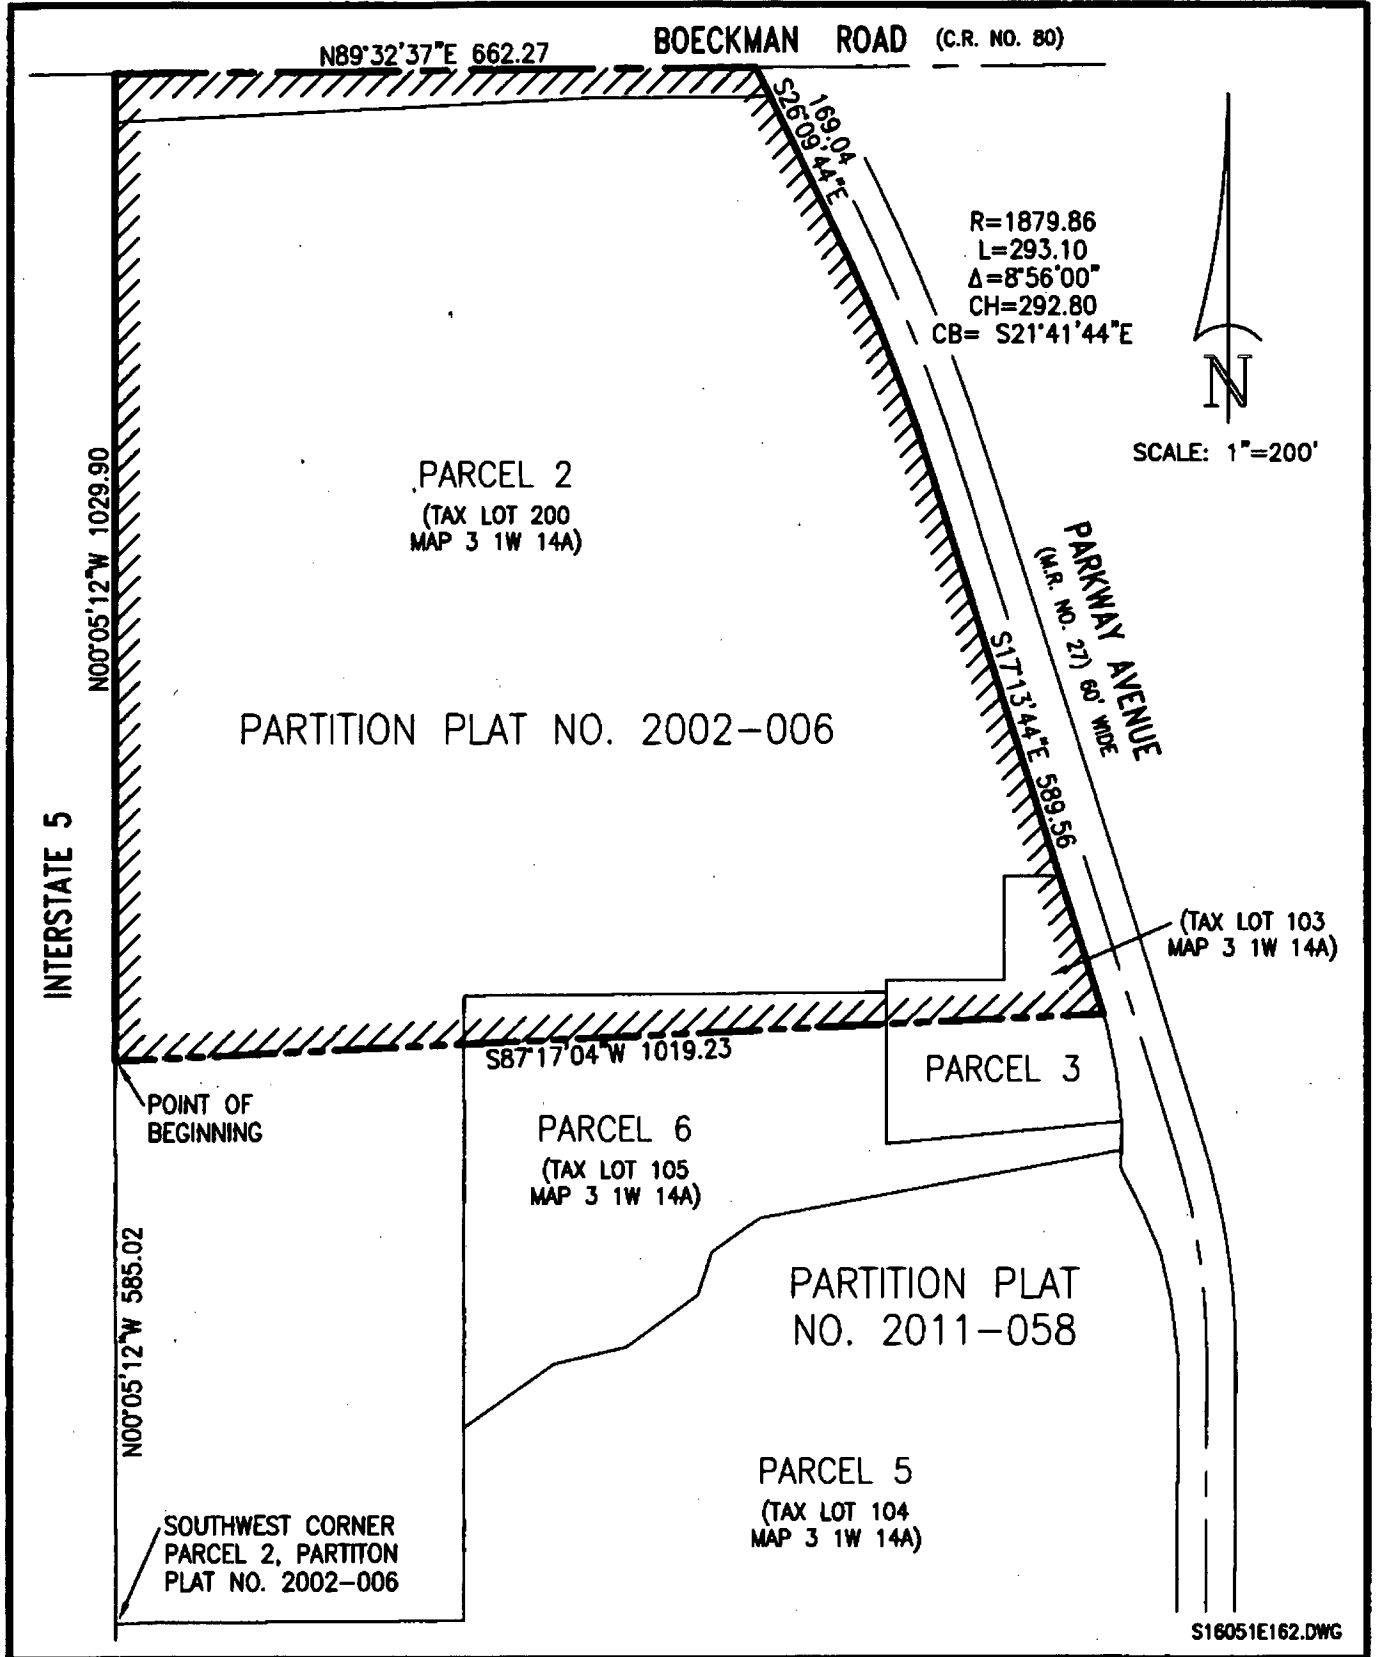 BOECKMAN ROAD (C.R. NO. 80)
N89°32'37"E 662.27
169.04
S26°09'44"E
R=1879.86
L=293.10
Δ=8°56'00"
CH=292.80
CB= S21°41'44"E
N
SCALE: 1"=200'
N00°05'12"W 1029.90
PARCEL 2
(TAX LOT 200
MAP 3 1W 14A)
PARKWAY AVENUE
(M.R. NO. 27) 60' WIDE
S17°13'44"E 589.56
PARTITION PLAT NO. 2002-006
INTERSTATE 5
(TAX LOT 103
MAP 3 1W 14A)
S87°17'04"W 1019.23
PARCEL 3
POINT OF
BEGINNING
PARCEL 6
(TAX LOT 105
MAP 3 1W 14A)
N00°05'12"W 585.02
PARTITION PLAT
NO. 2011-058
PARCEL 5
(TAX LOT 104
MAP 3 1W 14A)
SOUTHWEST CORNER
PARCEL 2, PARTITON
PLAT NO. 2002-006
S16051E162.DWG